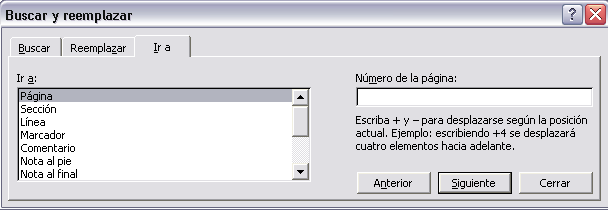 Buscar y reemplazar
Buscar Reemplazar Ir a
Ir a:
Página
Sección
Línea
Marcador
Comentario
Nota al pie
Nota al final
Número de la página:
Escriba + y – para desplazarse según la posición
actual. Ejemplo: escribiendo +4 se desplazará
cuatro elementos hacia adelante.
Anterior Siguiente Cerrar